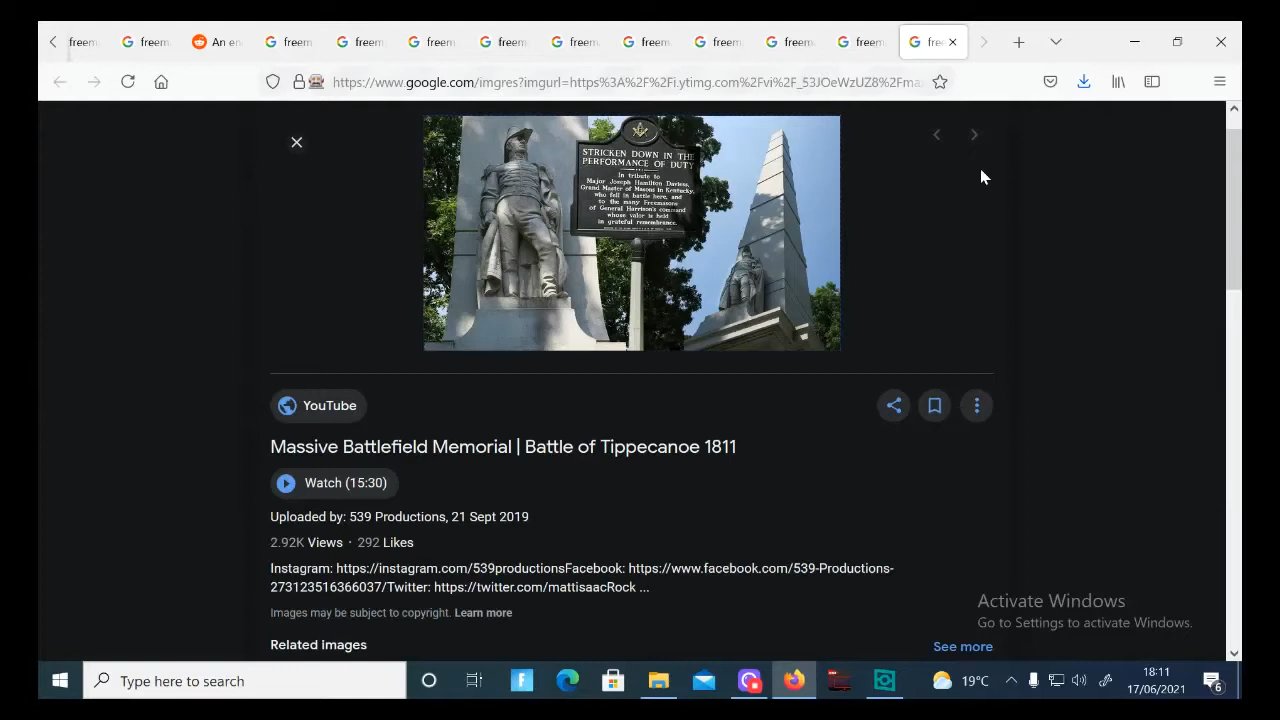 freem
freem
An en
freem
freem
freem
freem
freem
freem
freem
freem
freem
fre
https://www.google.com/imgres?imgurl=https%3A%2F%2Fi.ytimg.com%2Fvi%2F_53JOeWzUZ8%2Fma
STRICKEN DOWN IN THE
PERFORMANCE OF DUTY
In tribute to
Major Joseph Hamilton Daviess,
Grand Master of Masons in Kentucky,
who fell in battle here, and
to the many Freemasons
of General Harrison's command
whose valor is held
in grateful remembrance.
YouTube
Massive Battlefield Memorial | Battle of Tippecanoe 1811
Watch (15:30)
Uploaded by: 539 Productions, 21 Sept 2019
2.92K Views · 292 Likes
Instagram: https://instagram.com/539productionsFacebook: https://www.facebook.com/539-Productions-
273123516366037/Twitter: https://twitter.com/mattisaacRock ...
Images may be subject to copyright. Learn more
Related images
See more
Activate Windows
Go to Settings to activate Windows.
Type here to search
19°C
18:11
17/06/2021
6